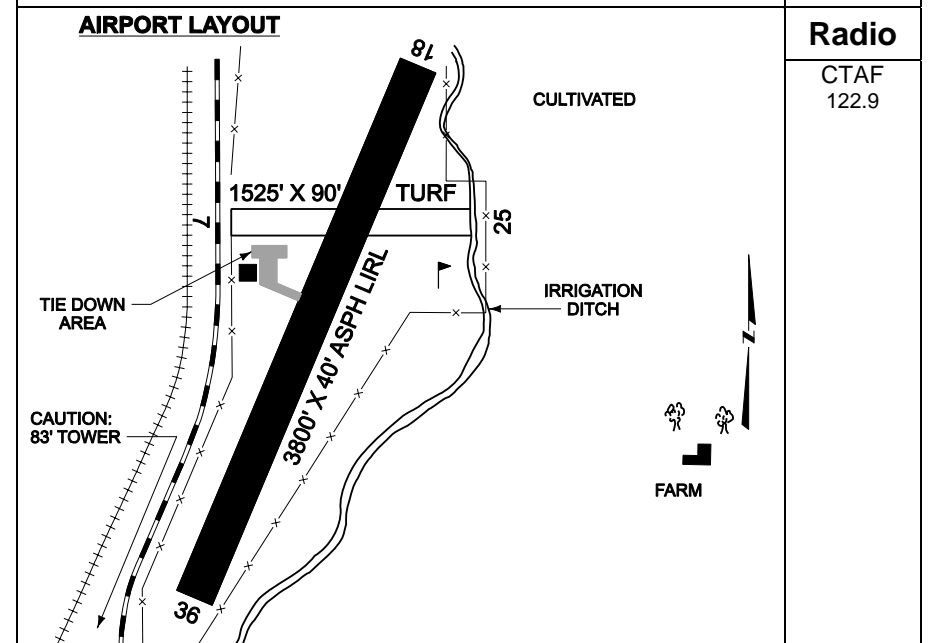 AIRPORT LAYOUT
Radio
CTAF
122.9
18
CULTIVATED
1525' X 90'
TURF
7
25
3800' X 40' ASPH LIRL
TIE DOWN
AREA
IRRIGATION
DITCH
N
CAUTION:
83' TOWER
FARM
36